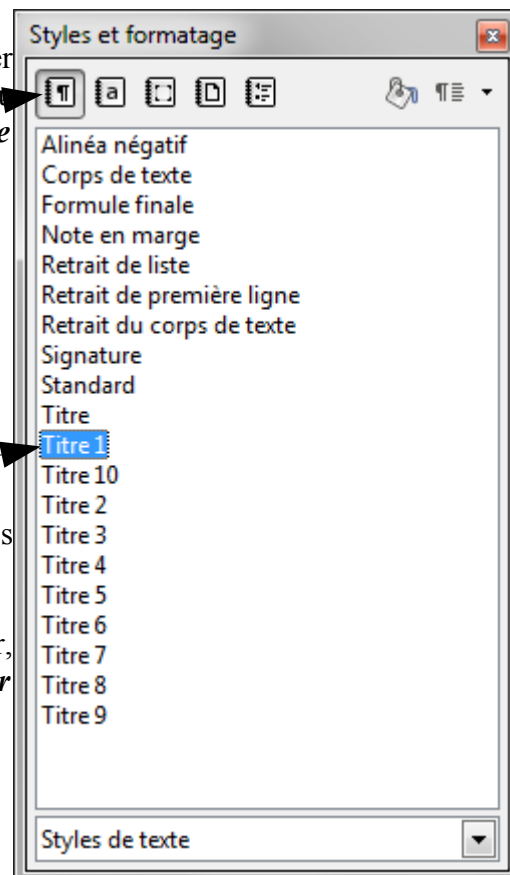 Styles et formatage
er
e
Alinéa négatif
Corps de texte
Formule finale
Note en marge
Retrait de liste
Retrait de première ligne
Retrait du corps de texte
Signature
Standard
Titre
Titre 1
Titre 10
Titre 2
s
Titre 3
Titre 4
Titre 5
Titre 6
r,
Titre 7
r
Titre 8
Titre 9
Styles de texte